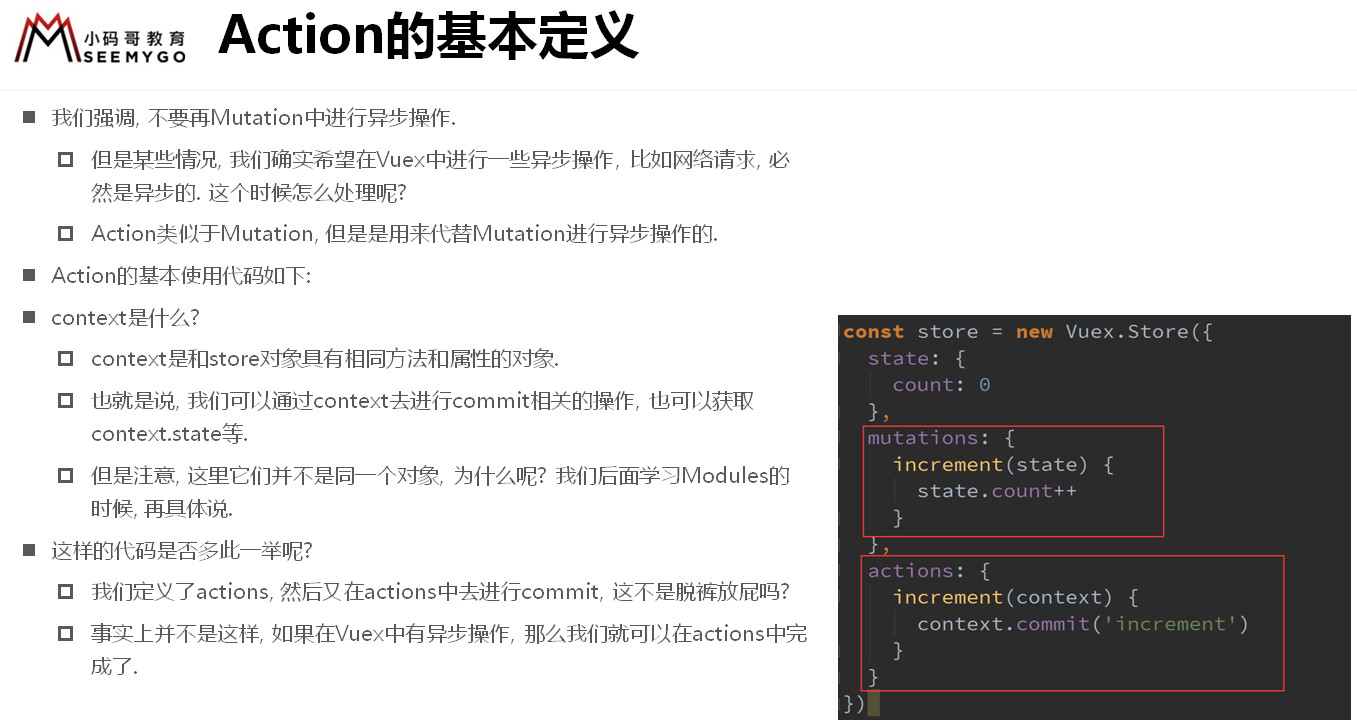 小码哥教育
SEEMYGO
Action的基本定义
我们强调, 不要再Mutation中进行异步操作.
但是某些情况, 我们确实希望在Vuex中进行一些异步操作, 比如网络请求, 必
然是异步的. 这个时候怎么处理呢?
Action类似于Mutation, 但是是用来代替Mutation进行异步操作的.
Action的基本使用代码如下:
context是什么?
context是和store对象具有相同方法和属性的对象.
也就是说, 我们可以通过context去进行commit相关的操作, 也可以获取
context.state等.
但是注意, 这里它们并不是同一个对象, 为什么呢? 我们后面学习Modules的
时候, 再具体说.
这样的代码是否多此一举呢?
我们定义了actions, 然后又在actions中去进行commit, 这不是脱裤放屁吗?
事实上并不是这样, 如果在Vuex中有异步操作, 那么我们就可以在actions中完
成了.
const store = new Vuex.Store({
  state: {
    count: 0
  },
  mutations: {
    increment(state) {
      state.count++
    }
  },
  actions: {
    increment(context) {
      context.commit('increment')
    }
  }
})